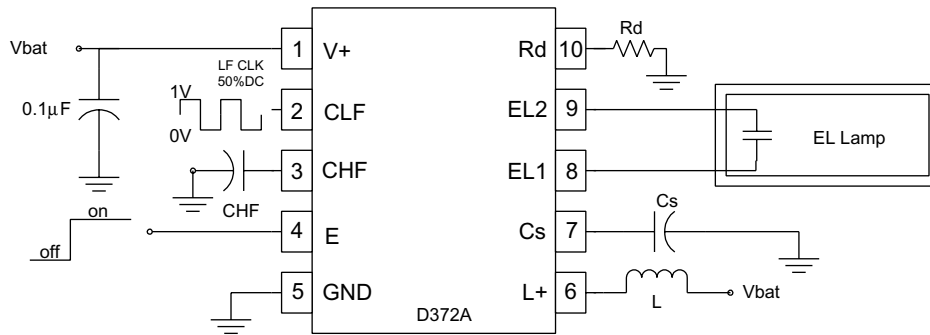 Vbat
0.1µF
LF CLK
50%DC
1V
0V
CHF
on
off
1 V+
2 CLF
3 CHF
4 E
5 GND
D372A
Rd 10
EL2 9
EL1 8
Cs 7
L+ 6
Rd
EL Lamp
Cs
L
Vbat